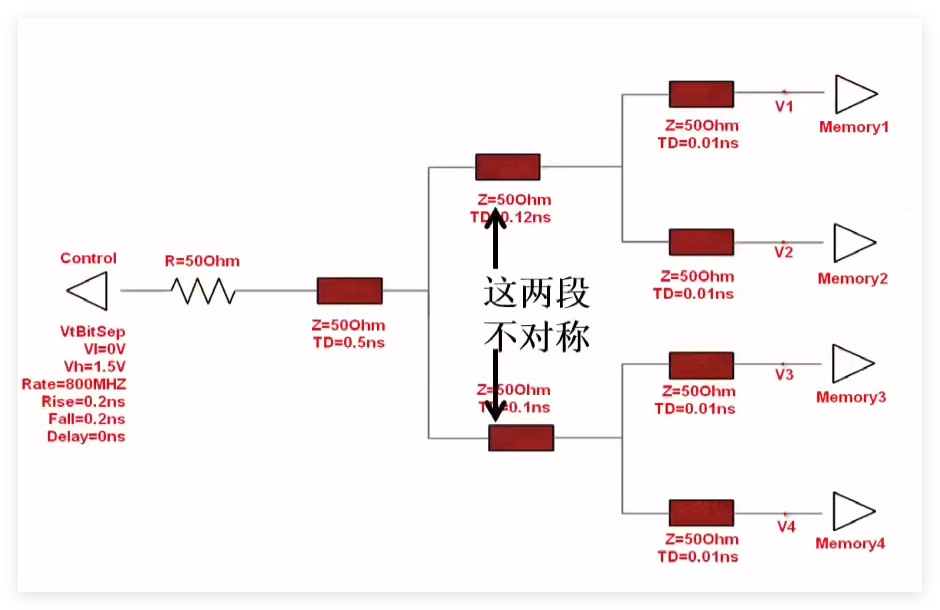 Control
VtBitSep
Vl=0V
Vh=1.5V
Rate=800MHZ
Rise=0.2ns
Fall=0.2ns
Delay=0ns
R=50Ohm
Z=50Ohm
TD=0.5ns
Z=50Ohm
TD=0.12ns
这两段
不对称
Z=50Ohm
TD=0.1ns
Z=50Ohm
TD=0.01ns
V1
Memory1
Z=50Ohm
TD=0.01ns
V2
Memory2
Z=50Ohm
TD=0.01ns
V3
Memory3
Z=50Ohm
TD=0.01ns
V4
Memory4